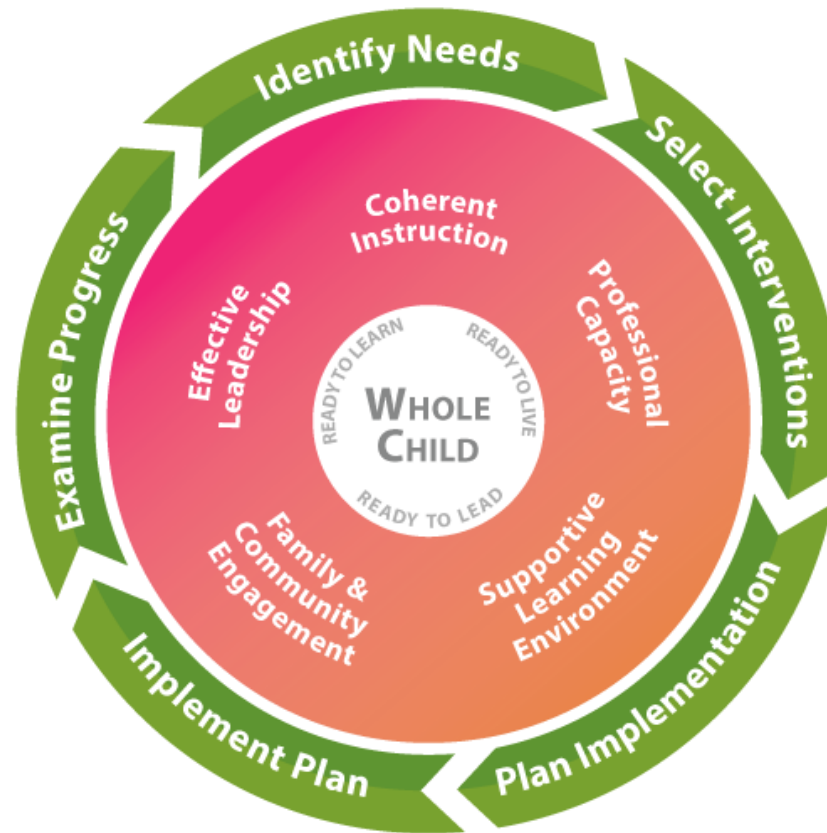 Identify Needs
Select Interventions
Plan Implementation
Implement Plan
Examine Progress
Coherent
Instruction
Professional
Capacity
Supportive
Learning
Environment
Family &
Community
Engagement
Effective
Leadership
READY TO LEARN
READY TO LIVE
READY TO LEAD
WHOLE
CHILD